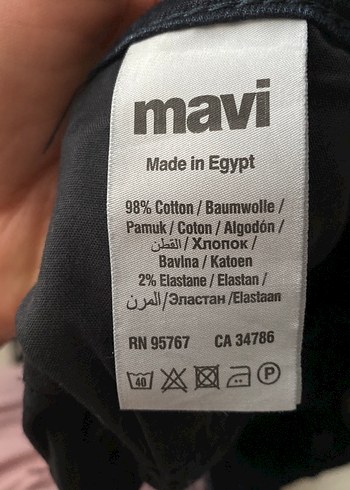 mavi
Made in Egypt
98% Cotton / Baumwolle /
Pamuk / Coton / Algodón /
القطن / Хлопок /
Bavlna / Katoen
2% Elastane / Elastan /
المرن/Эластан /Elastaan
RN 95767 CA 34786
40 P